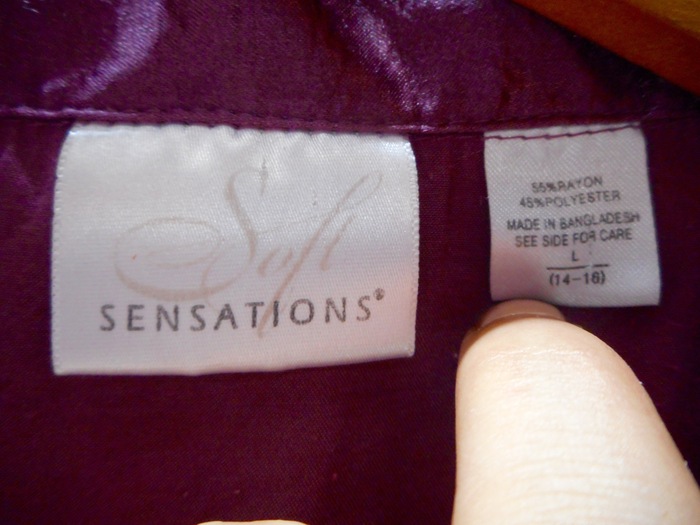 Soft
SENSATIONS®
55%RAYON
45%POLYESTER
MADE IN BANGLADESH
SEE SIDE FOR CARE
L
(14-16)